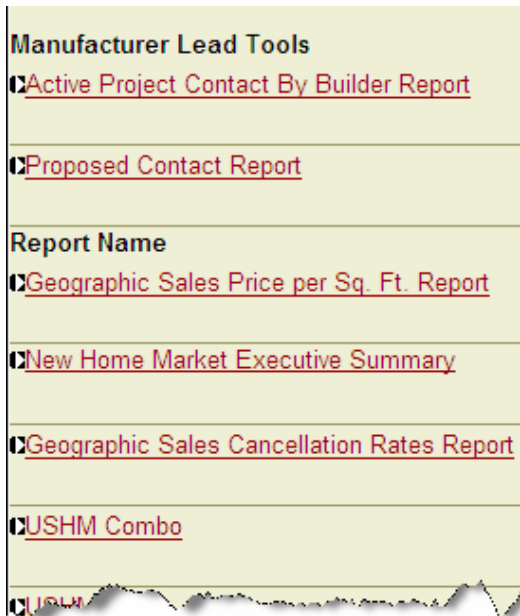 Manufacturer Lead Tools
Active Project Contact By Builder Report
Proposed Contact Report
Report Name
Geographic Sales Price per Sq. Ft. Report
New Home Market Executive Summary
Geographic Sales Cancellation Rates Report
USHM Combo
USHM